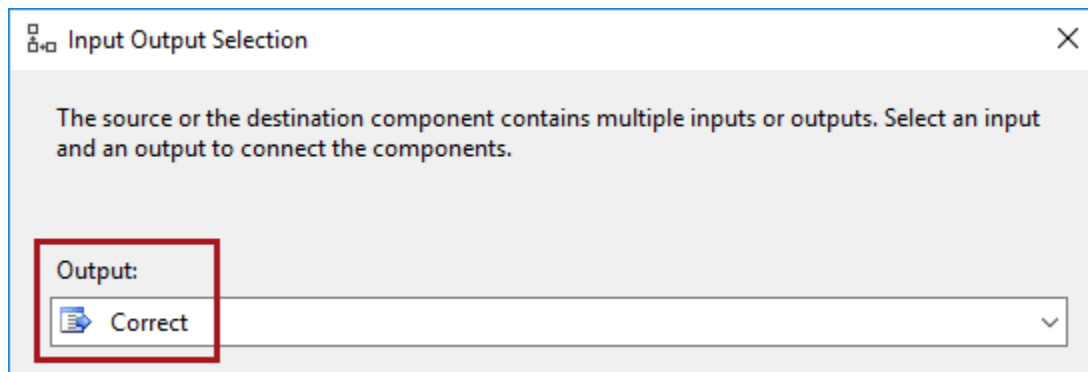 Input Output Selection
The source or the destination component contains multiple inputs or outputs. Select an input
and an output to connect the components.
Output:
Correct